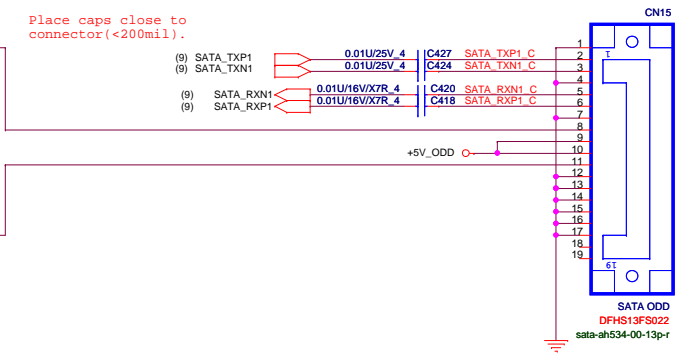 Place caps close to
connector(<200mil).
CN15
(9) SATA_TXP1 0.01U/25V_4 C427 SATA_TXP1_C
(9) SATA_TXN1 0.01U/25V_4 C424 SATA_TXN1_C
(9) SATA_RXN1 0.01U/16V/X7R_4 C420 SATA_RXN1_C
(9) SATA_RXP1 0.01U/16V/X7R_4 C418 SATA_RXP1_C
+5V_ODD
1
2
3
4
5
6
7
8
9
10
11
12
13
14
15
16
17
18
19
1
19
SATA ODD
DFHS13FS022
sata-ah534-00-13p-r